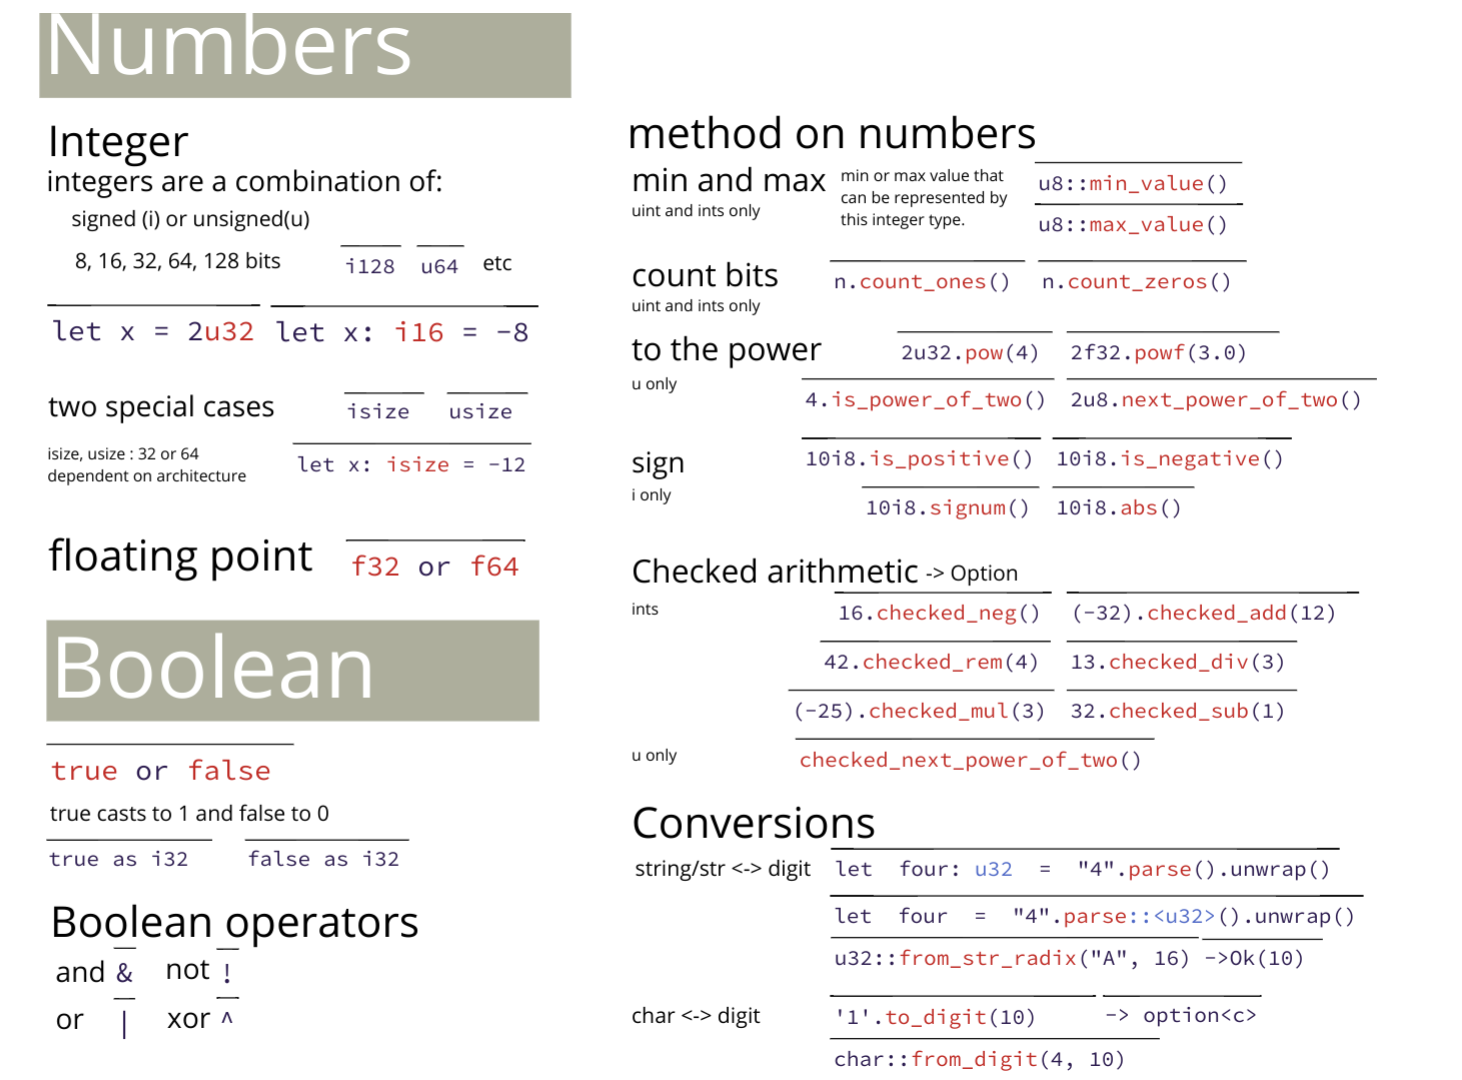 Numbers
Integer
integers are a combination of:
signed (i) or unsigned(u)
8, 16, 32, 64, 128 bits i128 u64 etc
let x = 2u32 let x: i16 = -8
two special cases isize usize
isize, usize : 32 or 64
dependent on architecture
let x: isize = -12
floating point f32 or f64
Boolean
true or false
true casts to 1 and false to 0
true as i32 false as i32
Boolean operators
and & not !
or | xor ^
method on numbers
min and max
uint and ints only
min or max value that
can be represented by
this integer type.
u8::min_value()
u8::max_value()
count bits n.count_ones() n.count_zeros()
uint and ints only
to the power 2u32.pow(4) 2f32.powf(3.0)
u only
4.is_power_of_two() 2u8.next_power_of_two()
sign 10i8.is_positive() 10i8.is_negative()
i only
10i8.signum() 10i8.abs()
Checked arithmetic -> Option
ints 16.checked_neg() (-32).checked_add(12)
42.checked_rem(4) 13.checked_div(3)
(-25).checked_mul(3) 32.checked_sub(1)
u only checked_next_power_of_two()
Conversions
string/str <-> digit let four: u32 = "4".parse().unwrap()
let four = "4".parse::<u32>().unwrap()
u32::from_str_radix("A", 16) ->Ok(10)
char <-> digit '1'.to_digit(10) -> option<c>
char::from_digit(4, 10)